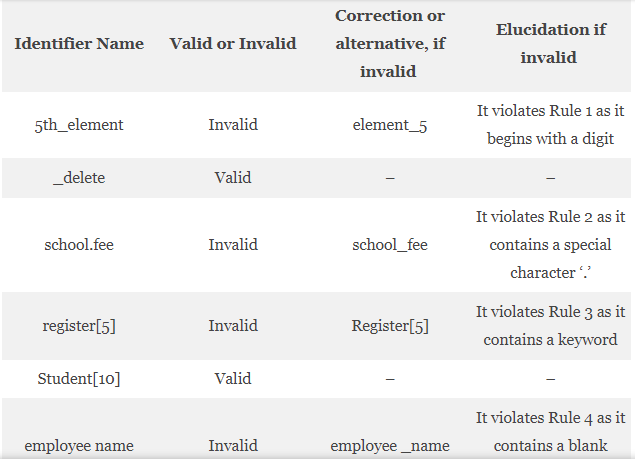 Identifier Name Valid or Invalid Correction or alternative, if invalid Elucidation if invalid
5th_element Invalid element_5 It violates Rule 1 as it begins with a digit
_delete Valid – –
school.fee Invalid school_fee It violates Rule 2 as it contains a special character ‘.’
register[5] Invalid Register[5] It violates Rule 3 as it contains a keyword
Student[10] Valid – –
employee name Invalid employee _name It violates Rule 4 as it contains a blank